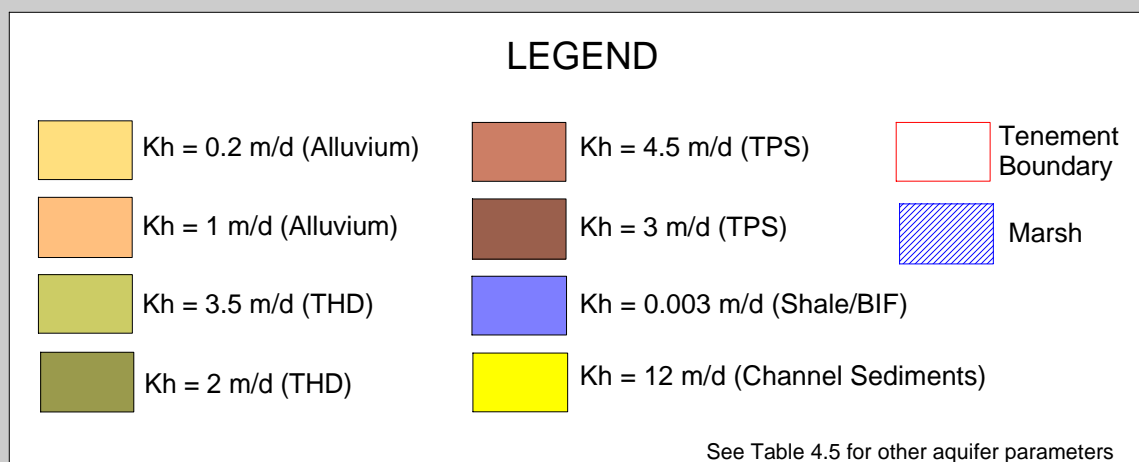 LEGEND
Kh = 0.2 m/d (Alluvium)
Kh = 1 m/d (Alluvium)
Kh = 3.5 m/d (THD)
Kh = 2 m/d (THD)
Kh = 4.5 m/d (TPS)
Kh = 3 m/d (TPS)
Kh = 0.003 m/d (Shale/BIF)
Kh = 12 m/d (Channel Sediments)
Tenement
Boundary
Marsh
See Table 4.5 for other aquifer parameters